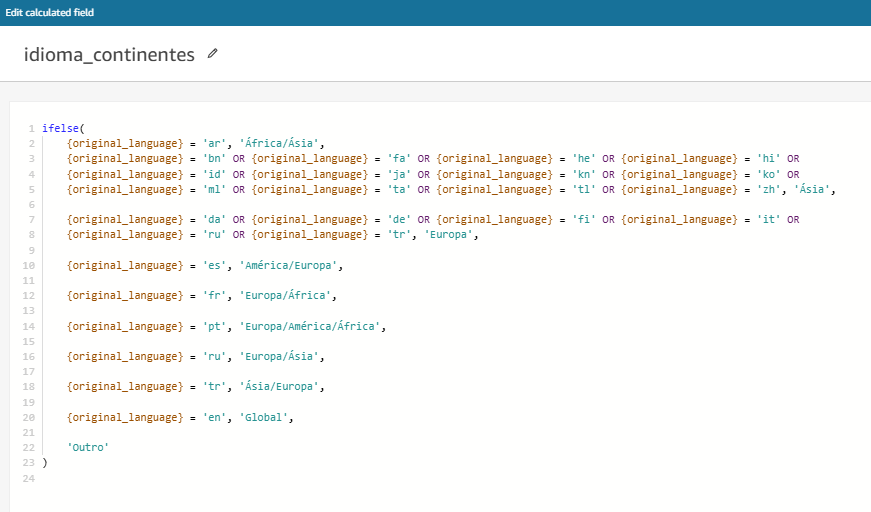 Edit calculated field
idioma_continentes
1 ifelse(
2 {original_language} = 'ar', 'África/Ásia',
3 {original_language} = 'bn' OR {original_language} = 'fa' OR {original_language} = 'he' OR {original_language} = 'hi' OR
4 {original_language} = 'id' OR {original_language} = 'ja' OR {original_language} = 'kn' OR {original_language} = 'ko' OR
5 {original_language} = 'ml' OR {original_language} = 'ta' OR {original_language} = 'tl' OR {original_language} = 'zh', 'Ásia',
6
7 {original_language} = 'da' OR {original_language} = 'de' OR {original_language} = 'fi' OR {original_language} = 'it' OR
8 {original_language} = 'ru' OR {original_language} = 'tr', 'Europa',
9
10 {original_language} = 'es', 'América/Europa',
11
12 {original_language} = 'fr', 'Europa/África',
13
14 {original_language} = 'pt', 'Europa/América/África',
15
16 {original_language} = 'ru', 'Europa/Ásia',
17
18 {original_language} = 'tr', 'Ásia/Europa',
19
20 {original_language} = 'en', 'Global',
21
22 'Outro'
23 )
24